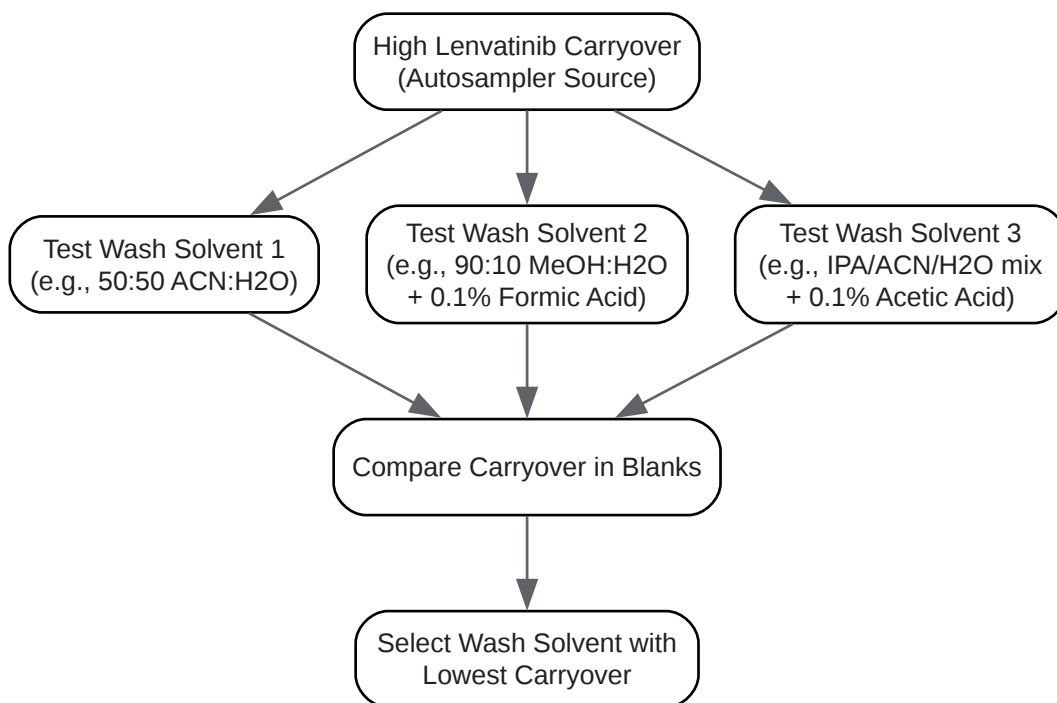 High Lenvatinib Carryover
(Autosampler Source)
Test Wash Solvent 1
(e.g., 50:50 ACN:H2O)
Test Wash Solvent 2
(e.g., 90:10 MeOH:H2O
+ 0.1% Formic Acid)
Test Wash Solvent 3
(e.g., IPA/ACN/H2O mix
+ 0.1% Acetic Acid)
Compare Carryover in Blanks
Select Wash Solvent with
Lowest Carryover